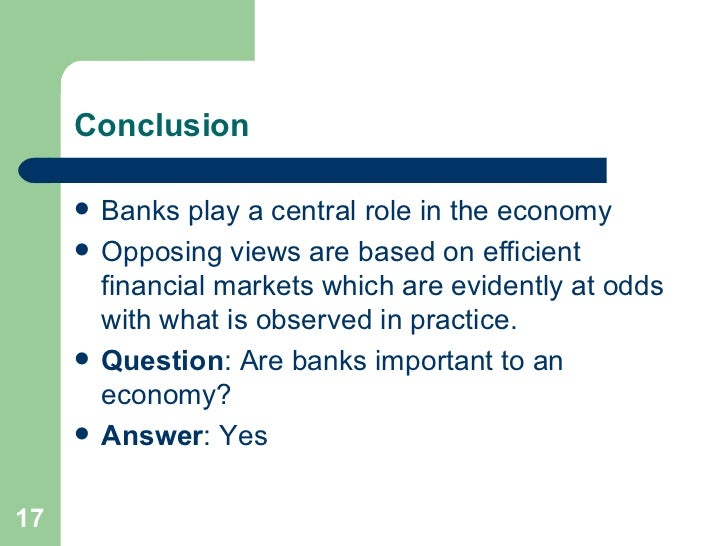 Conclusion
Banks play a central role in the economy
Opposing views are based on efficient
financial markets which are evidently at odds
with what is observed in practice.
Question: Are banks important to an
economy?
Answer: Yes
17